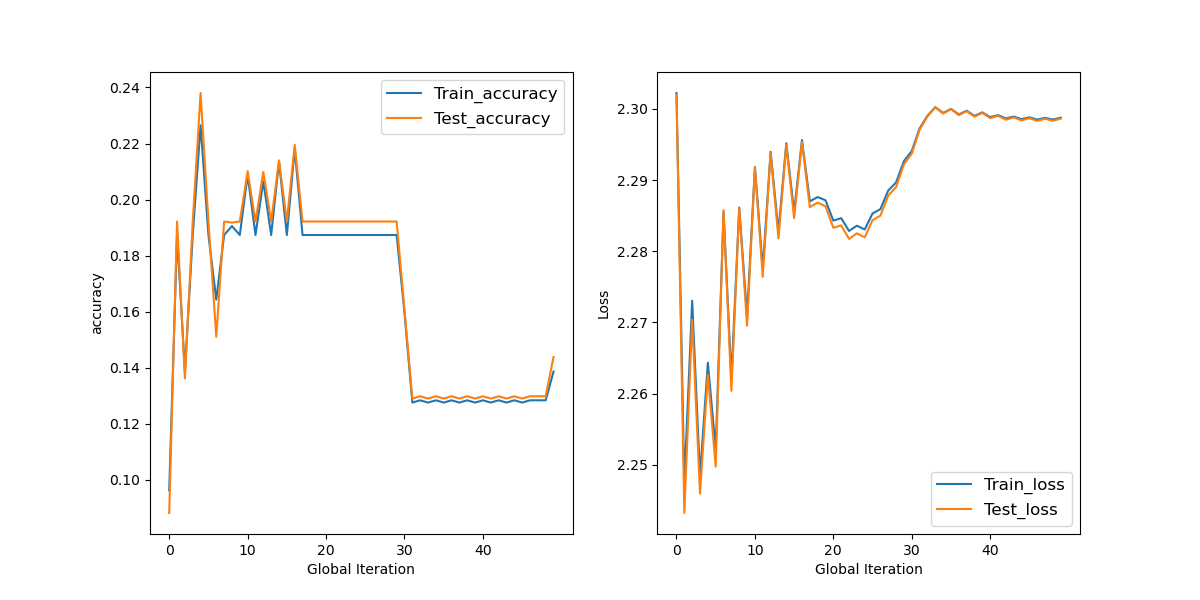 0.24
0.22
0.20
0.18
0.16
0.14
0.12
0.10
accuracy
0 10 20 30 40
Global Iteration
Train_accuracy
Test_accuracy
2.30
2.29
2.28
2.27
2.26
2.25
Loss
0 10 20 30 40
Global Iteration
Train_loss
Test_loss